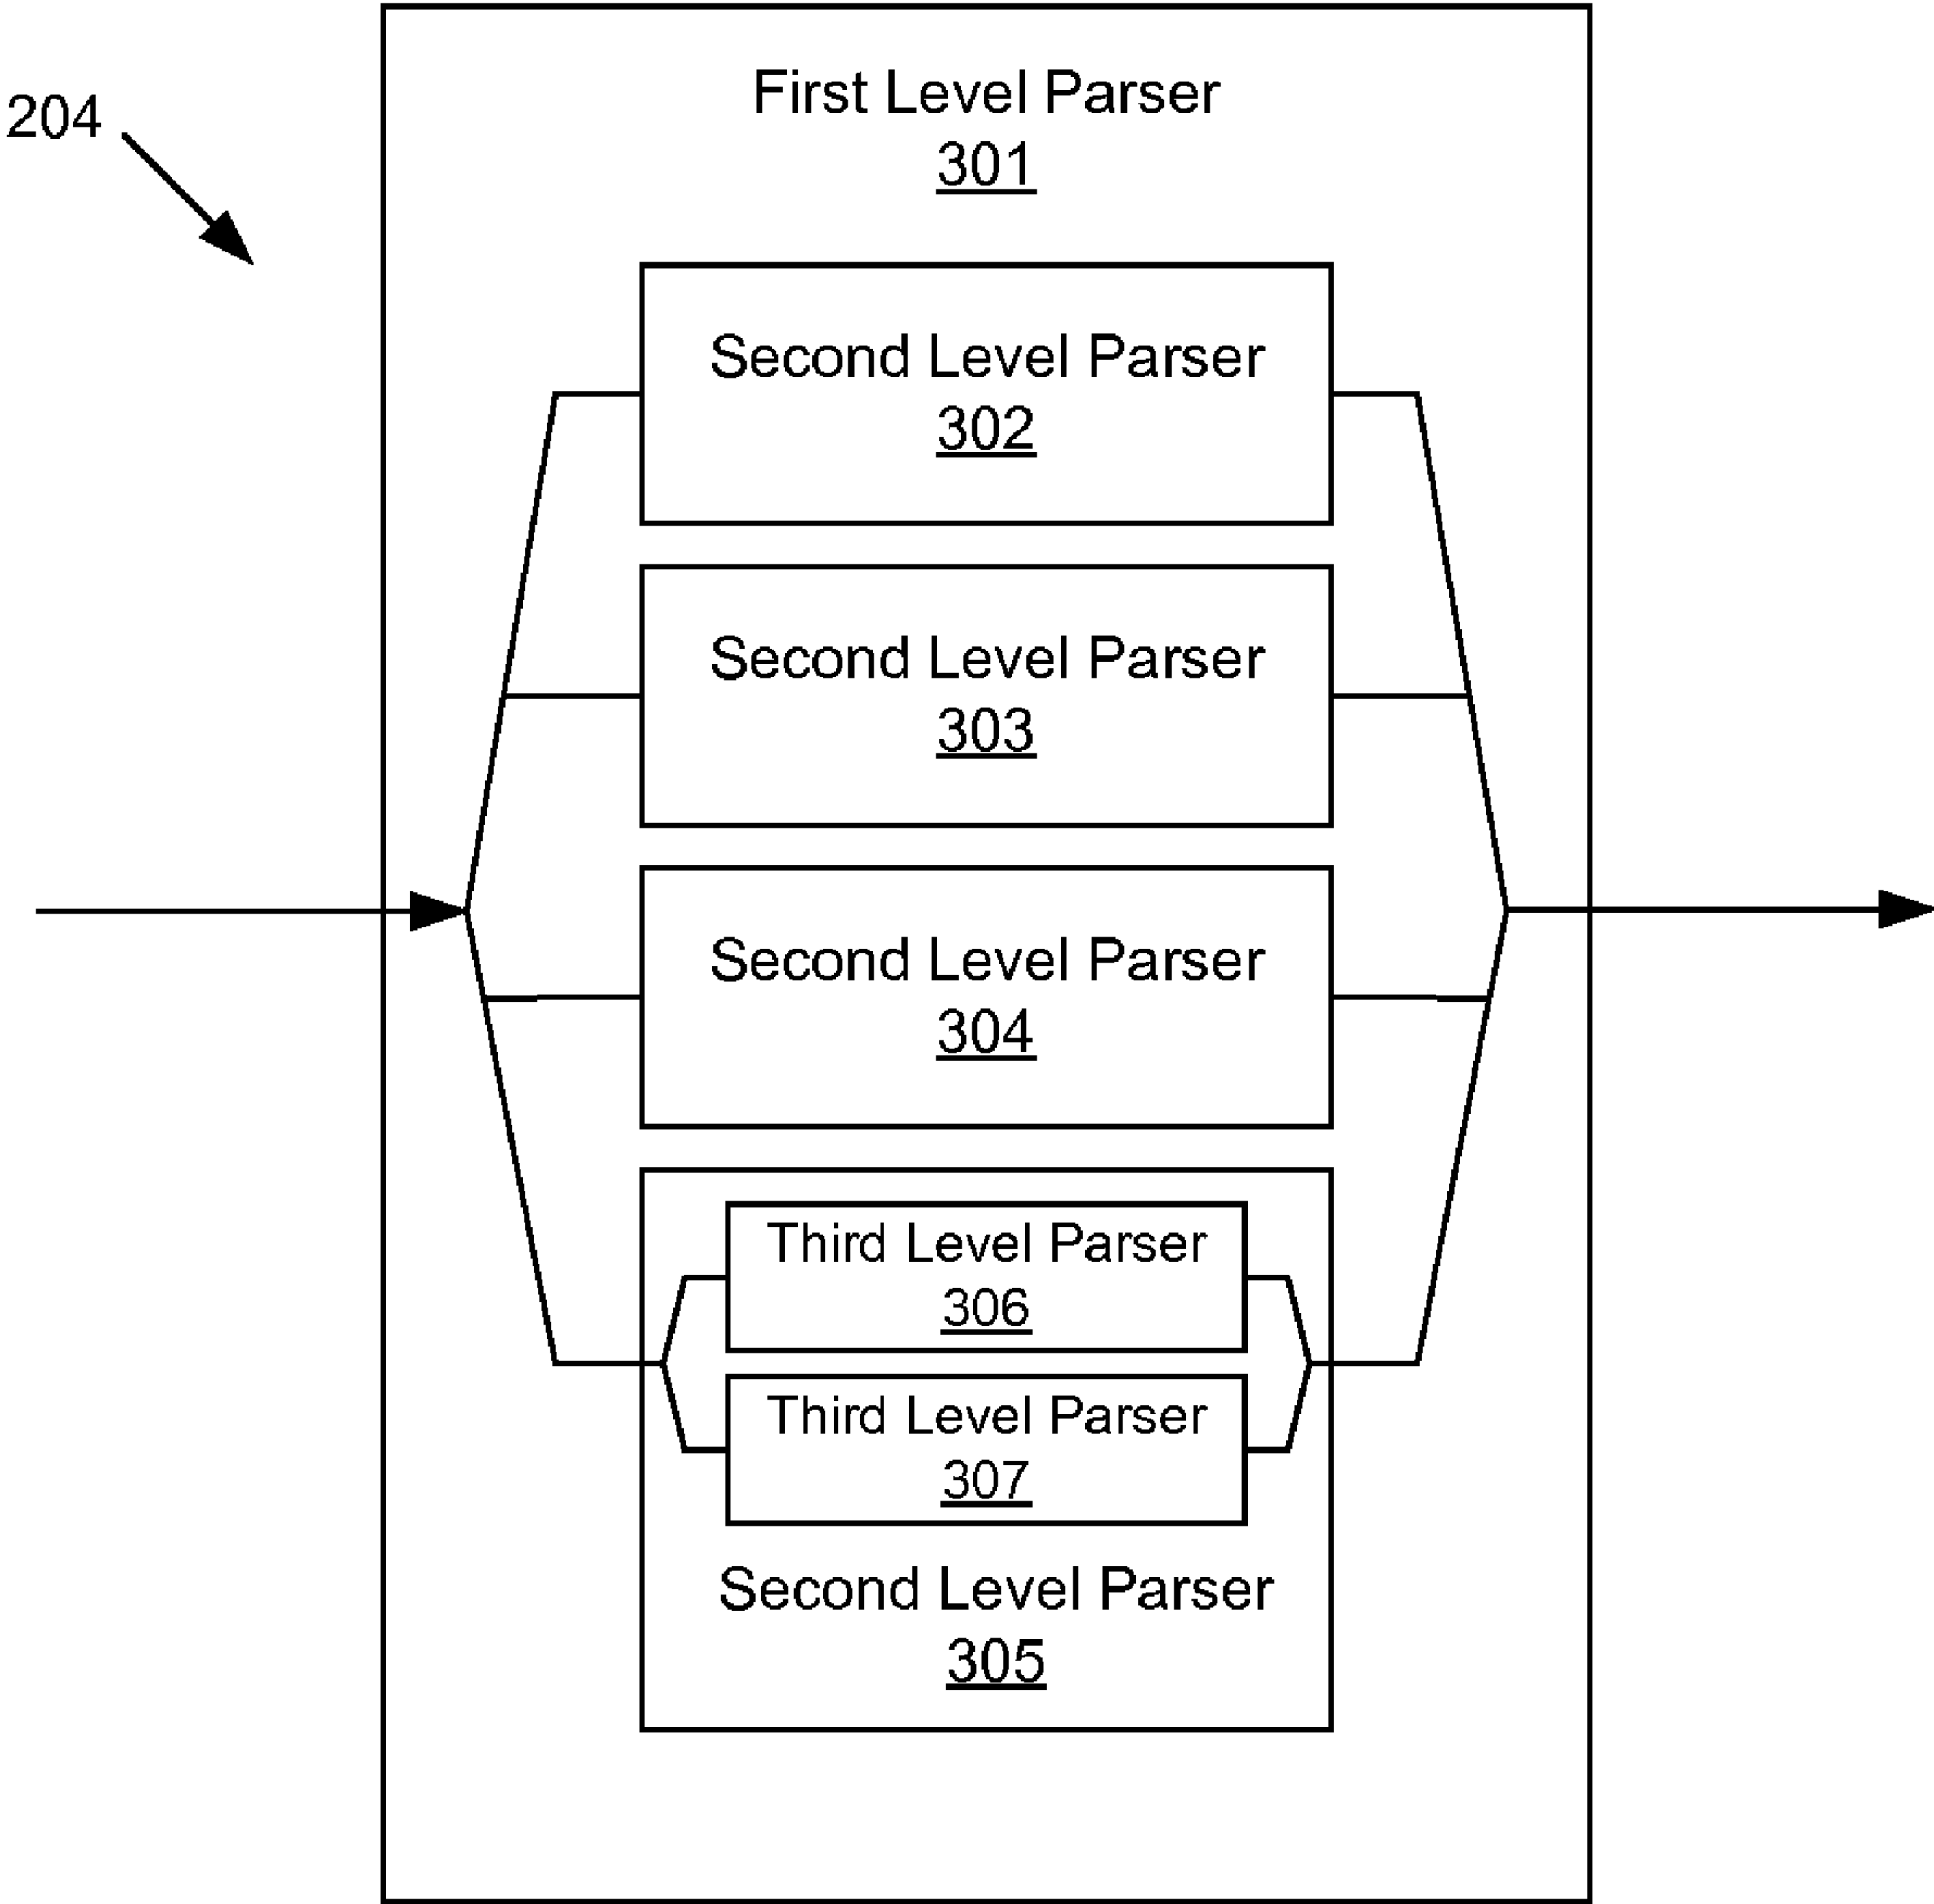 204
First Level Parser
301
Second Level Parser
302
Second Level Parser
303
Second Level Parser
304
Third Level Parser
306
Third Level Parser
307
Second Level Parser
305